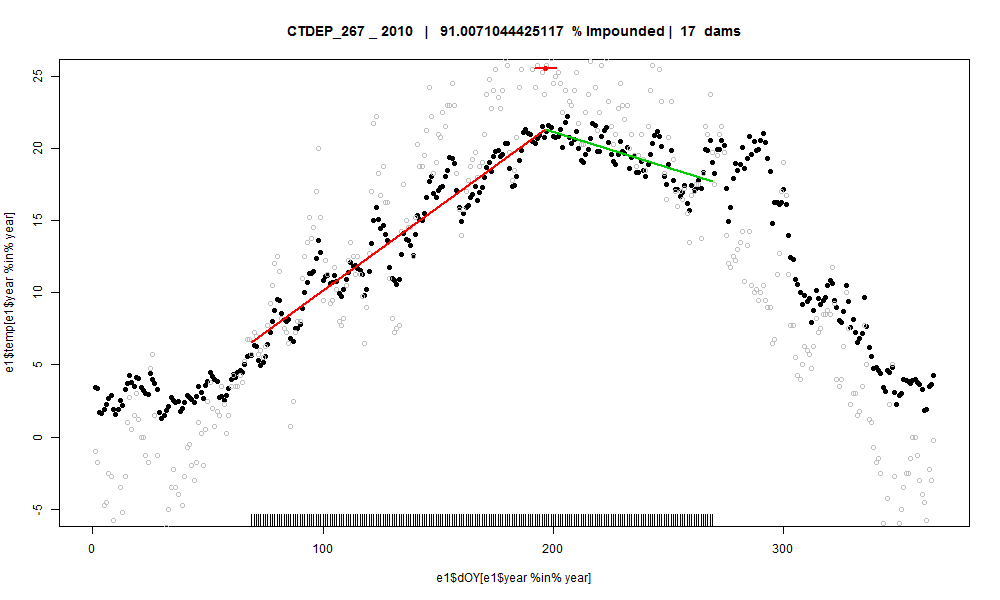 CTDEP_267 _ 2010 | 91.0071044425117 % Impounded | 17 dams
25
20
15
10
5
0
-5
e1$temp[e1$year %in% year]
0 100 200 300
e1$dOY[e1$year %in% year]